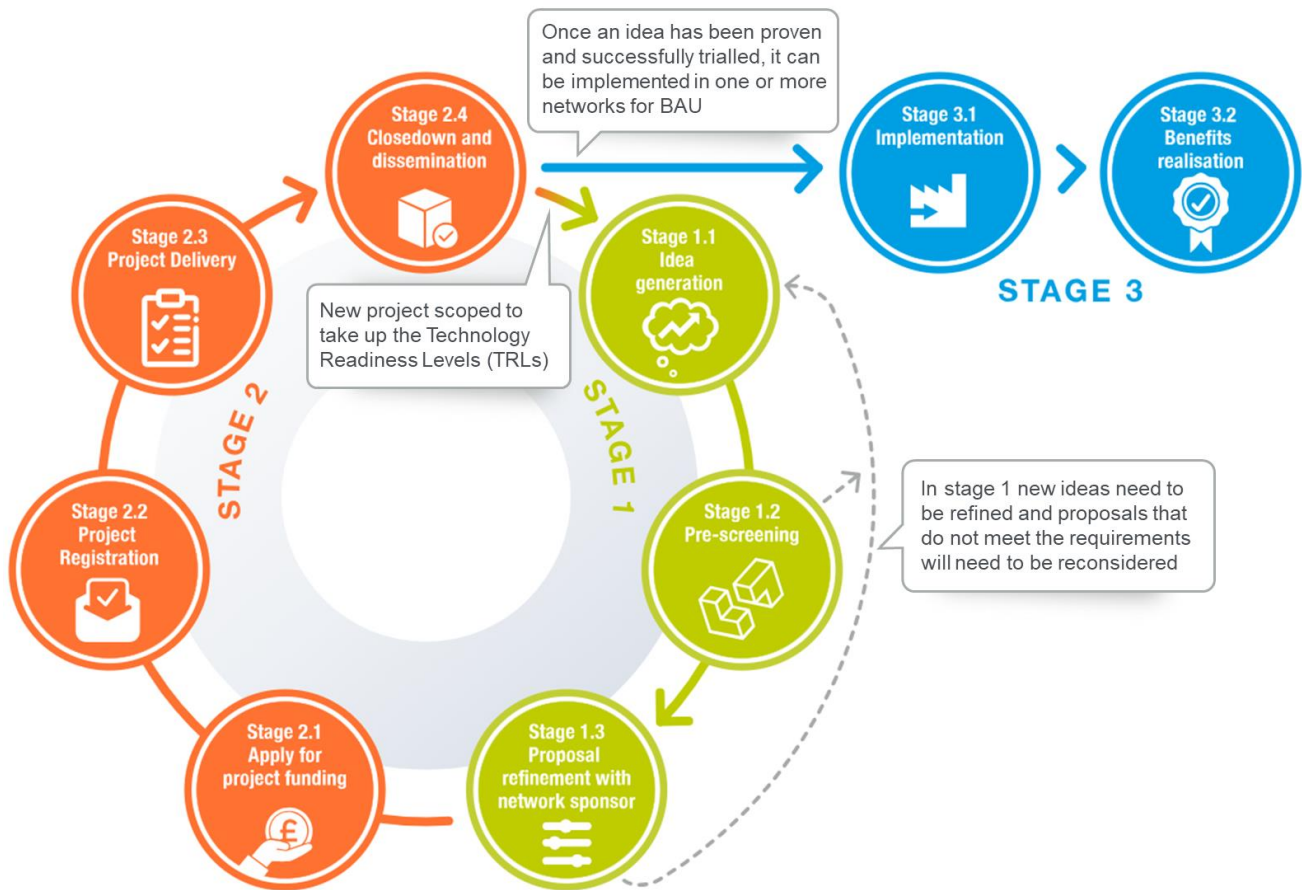 Once an idea has been proven
and successfully trialled, it can
be implemented in one or more
networks for BAU
Stage 2.4
Closedown and
dissemination
Stage 3.1
Implementation
Stage 3.2
Benefits
realisation
STAGE 3
Stage 2.3
Project Delivery
New project scoped to
take up the Technology
Readiness Levels (TRLs)
Stage 1.1
Idea
generation
STAGE 2
STAGE 1
Stage 2.2
Project
Registration
Stage 1.2
Pre-screening
In stage 1 new ideas need to
be refined and proposals that
do not meet the requirements
will need to be reconsidered
Stage 2.1
Apply for
project funding
£
Stage 1.3
Proposal
refinement with
network sponsor